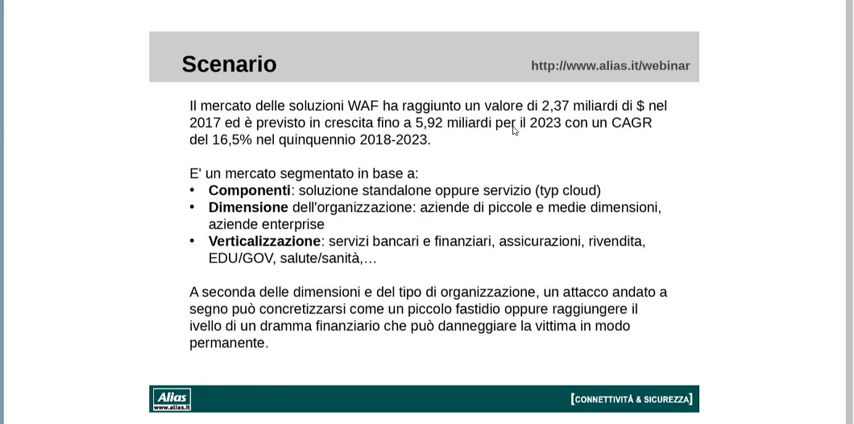 Scenario
http://www.alias.it/webinar
Il mercato delle soluzioni WAF ha raggiunto un valore di 2,37 miliardi di $ nel
2017 ed è previsto in crescita fino a 5,92 miliardi per il 2023 con un CAGR
del 16,5% nel quinquennio 2018-2023.
E' un mercato segmentato in base a:
• Componenti: soluzione standalone oppure servizio (typ cloud)
• Dimensione dell'organizzazione: aziende di piccole e medie dimensioni,
aziende enterprise
• Verticalizzazione: servizi bancari e finanziari, assicurazioni, rivendita,
EDU/GOV, salute/sanità,…
A seconda delle dimensioni e del tipo di organizzazione, un attacco andato a
segno può concretizzarsi come un piccolo fastidio oppure raggiungere il
ivello di un dramma finanziario che può danneggiare la vittima in modo
permanente.
Alias
www.alias.it
[CONNETTIVITÀ & SICUREZZA]